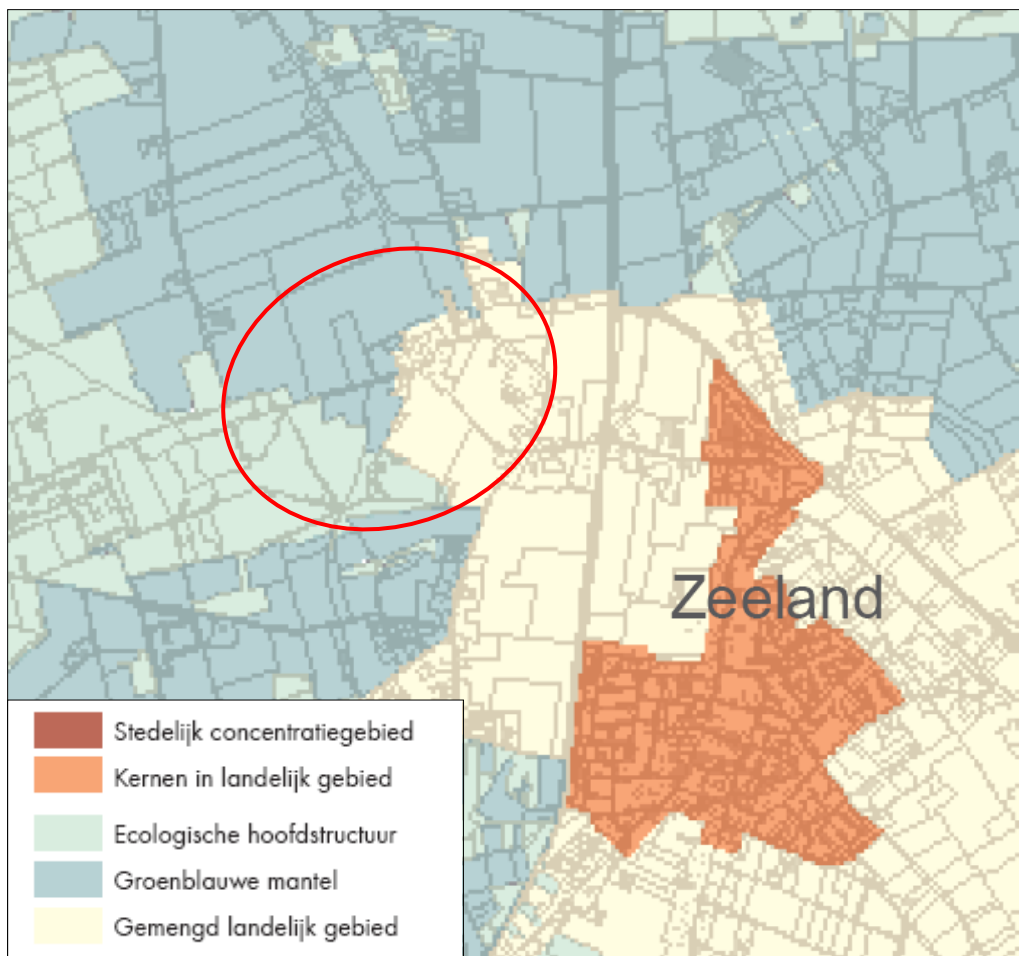 Zeeland
Stedelijk concentratiegebied
Kernen in landelijk gebied
Ecologische hoofdstructuur
Groenblauwe mantel
Gemengd landelijk gebied